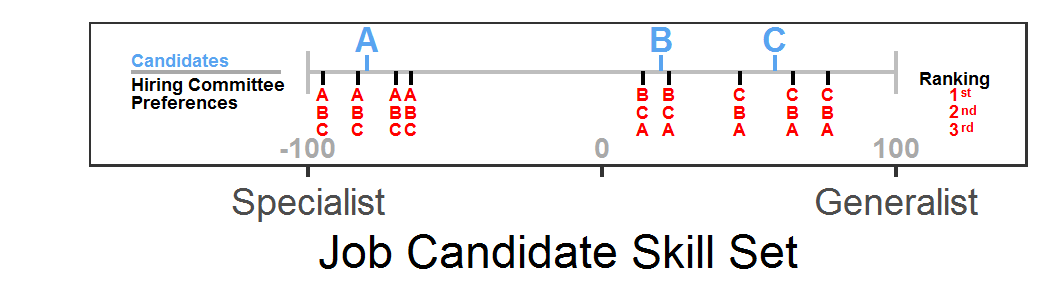 A B C
Candidates
Hiring Committee
Preferences
Ranking
A A A A B B C C C 1st
B B B B C C B B B 2nd
C C C C A A A A A 3rd
-100 0 100
Specialist Generalist
Job Candidate Skill Set